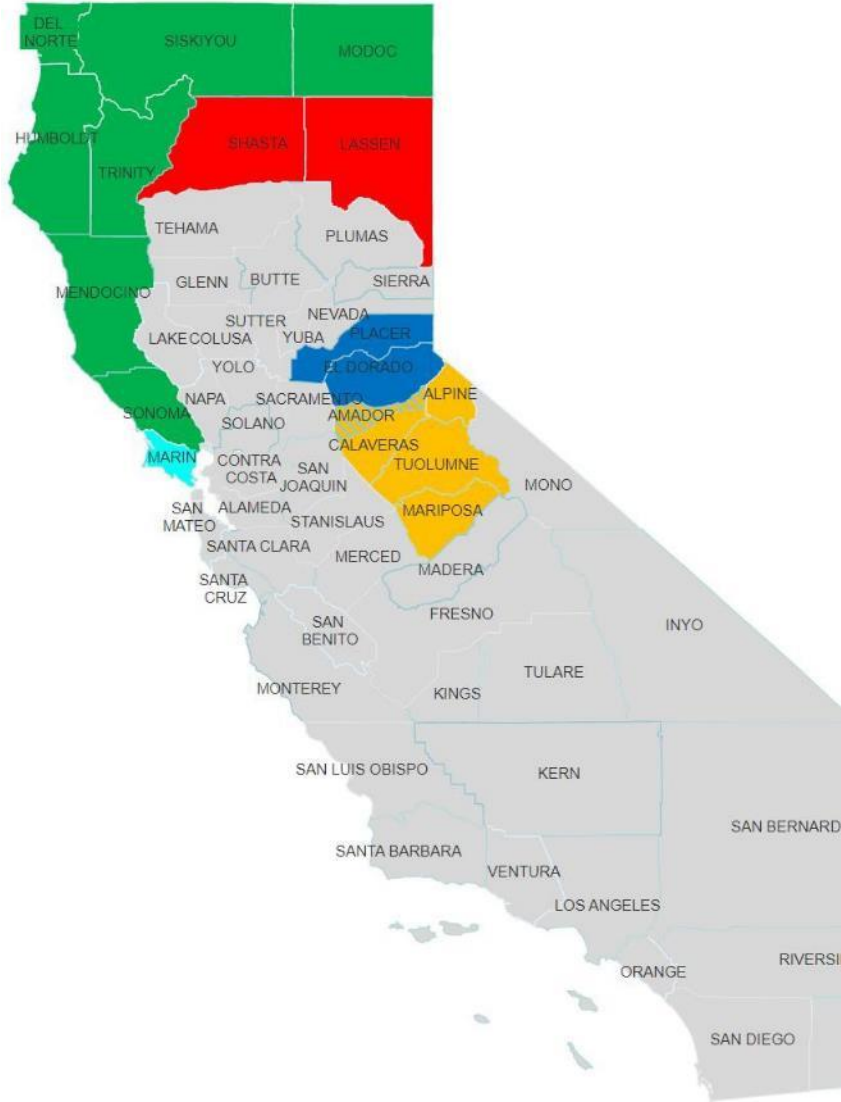 DEL
NORTE
SISKIYOU
MODOC
HUMBOLDT
TRINITY
SHASTA
LASSEN
TEHAMA
PLUMAS
GLENN
BUTTE
SIERRA
MENDOCINO
NEVADA
SUTTER
LAKE
COLUSA
YUBA
PLACER
YOLO
EL DORADO
NAPA
SACRAMENTO
ALPINE
SONOMA
SOLANO
AMADOR
CALAVERAS
MARIN
CONTRA
COSTA
SAN
JOAQUIN
TUOLUMNE
MONO
SAN
MATEO
ALAMEDA
STANISLAUS
MARIPOSA
SANTA CLARA
MERCED
MADERA
SANTA
CRUZ
FRESNO
SAN
BENITO
INYO
MONTEREY
KINGS
TULARE
SAN LUIS OBISPO
KERN
SAN BERNARD
SANTA BARBARA
VENTURA
LOS ANGELES
ORANGE
RIVERSI
SAN DIEGO